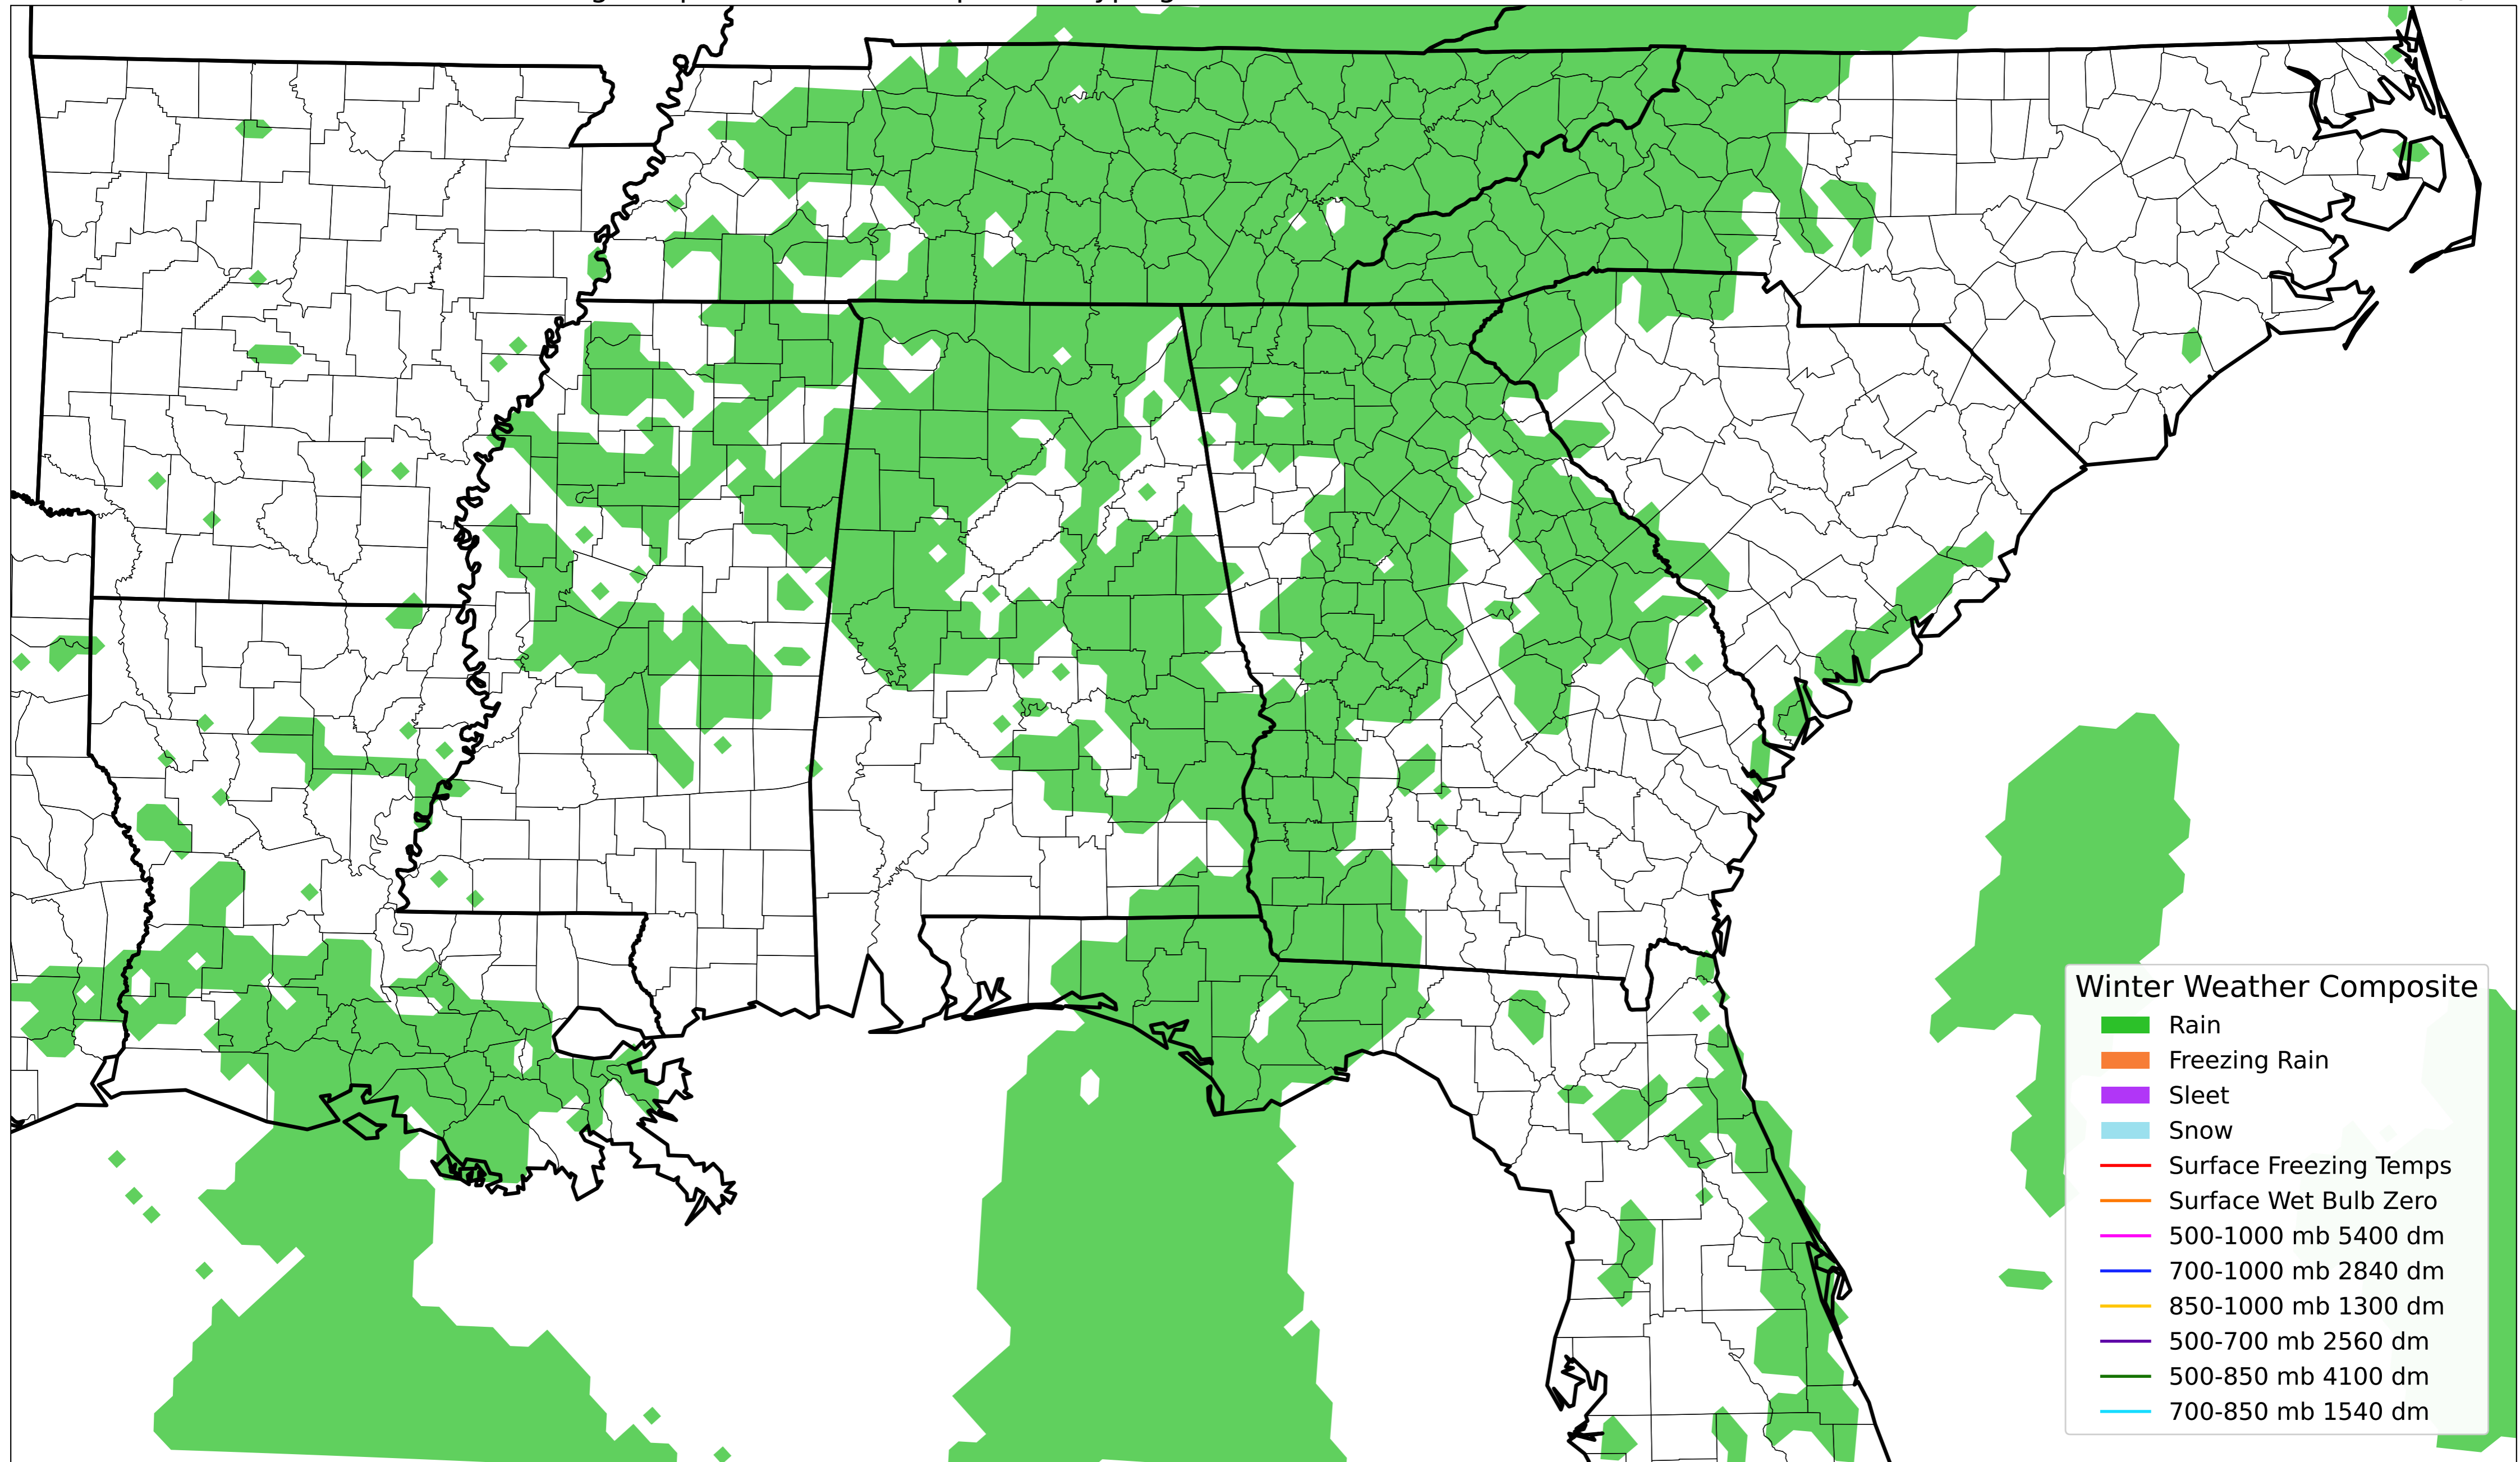 Winter Weather Composite
Rain
Freezing Rain
Sleet
Snow
Surface Freezing Temps
Surface Wet Bulb Zero
500-1000 mb 5400 dm
700-1000 mb 2840 dm
850-1000 mb 1300 dm
500-700 mb 2560 dm
500-850 mb 4100 dm
700-850 mb 1540 dm